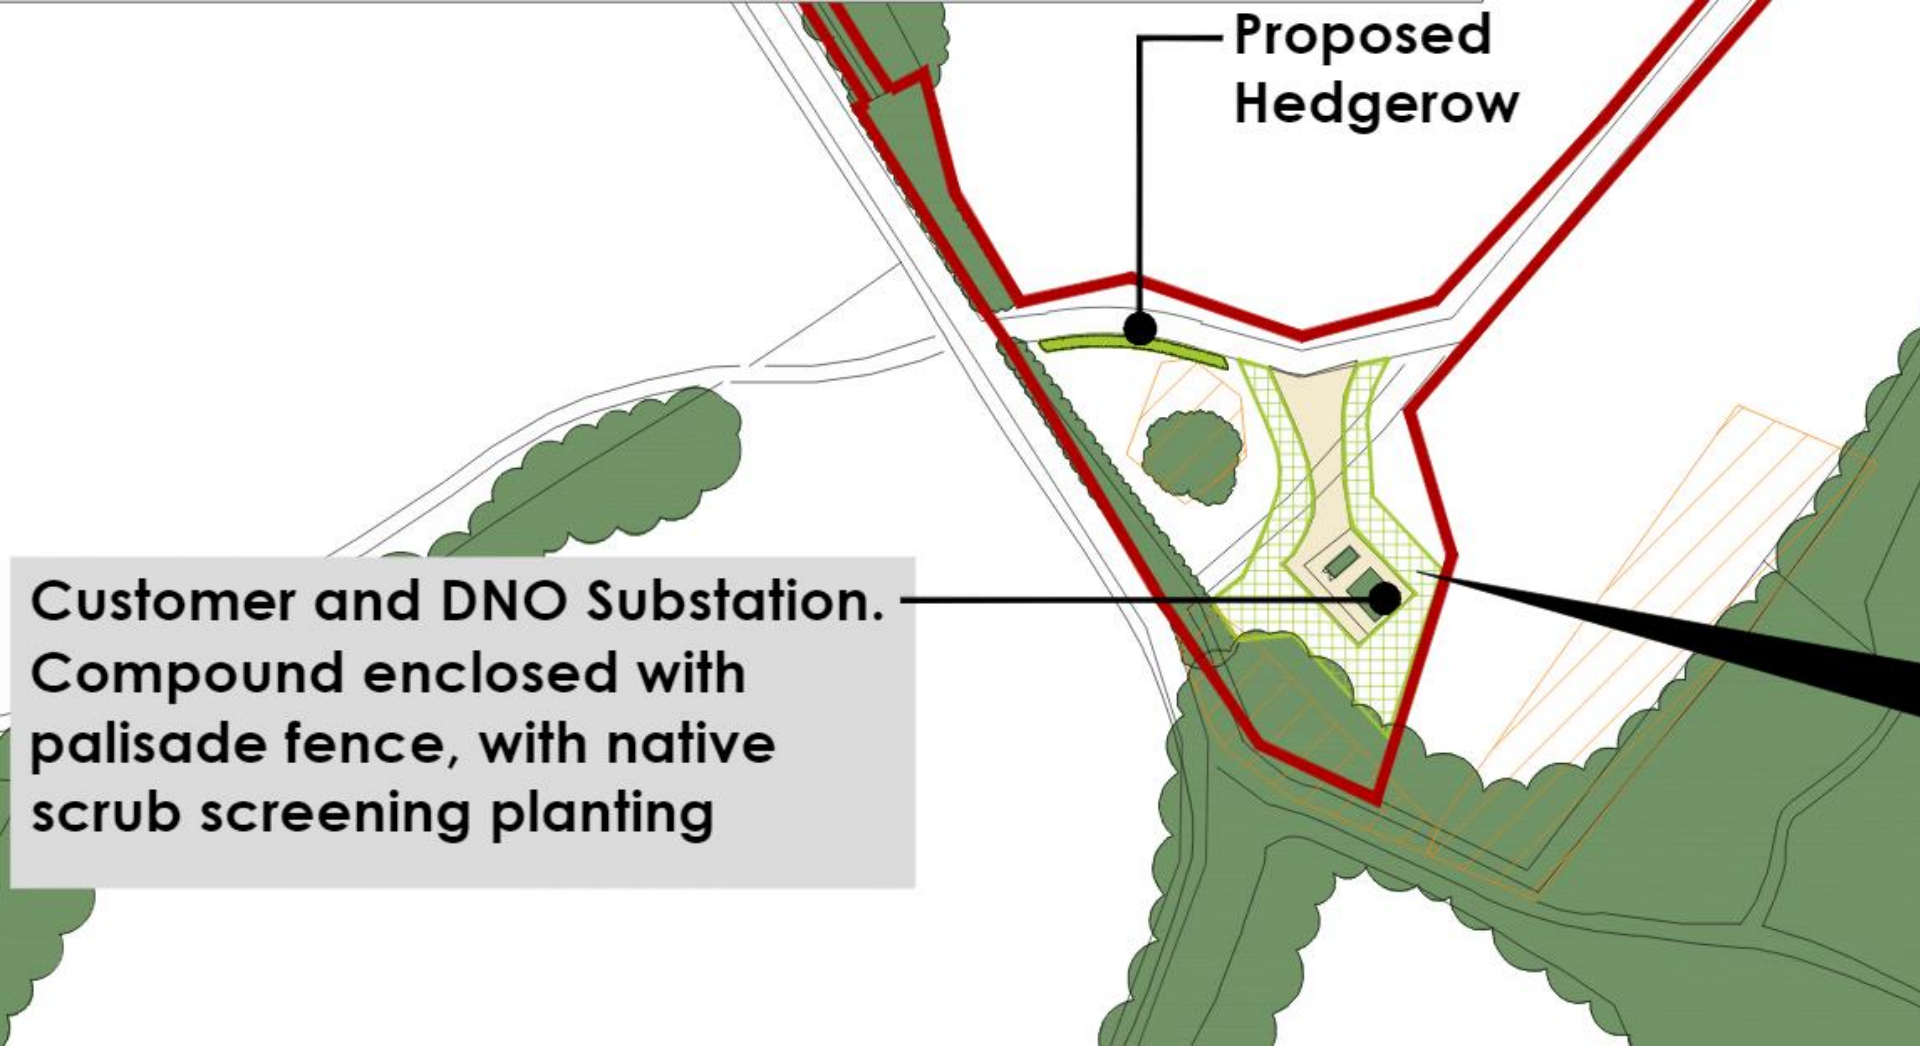 Proposed
Hedgerow
Customer and DNO Substation.
Compound enclosed with
palisade fence, with native
scrub screening planting